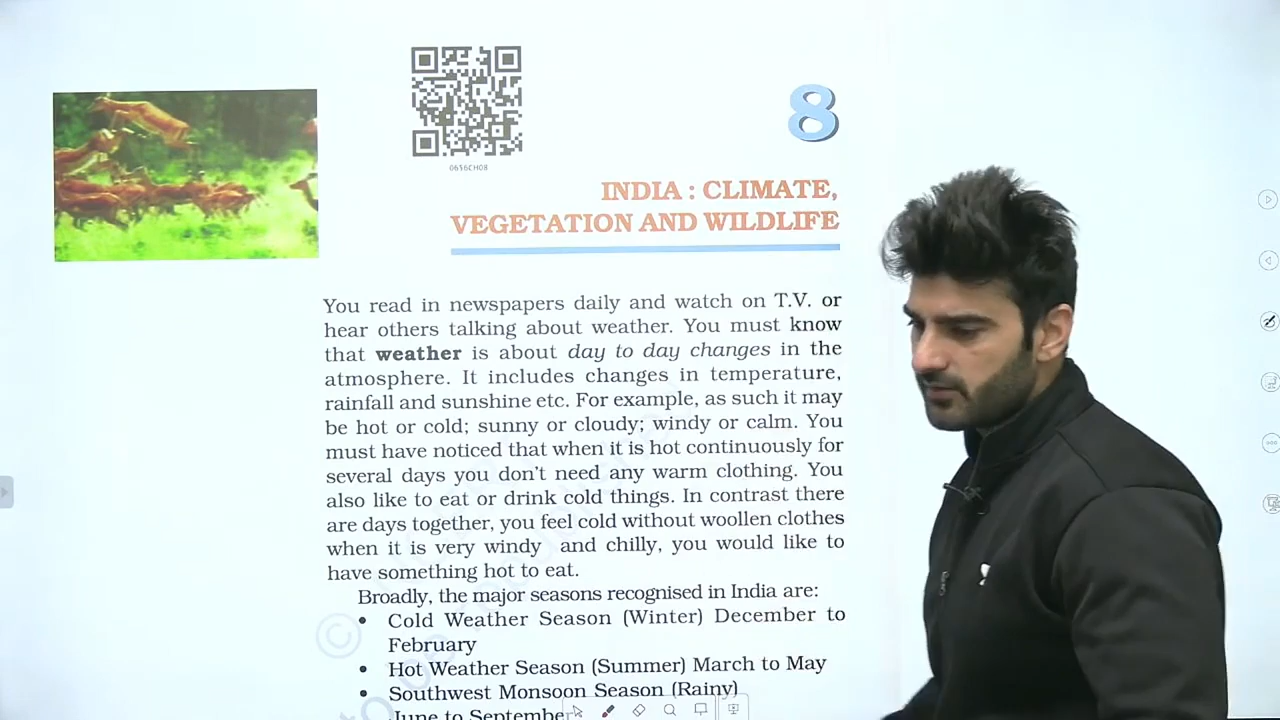 0656CH08
8
INDIA : CLIMATE,
VEGETATION AND WILDLIFE
You read in newspapers daily and watch on T.V. or
hear others talking about weather. You must know
that weather is about day to day changes in the
atmosphere. It includes changes in temperature,
rainfall and sunshine etc. For example, as such it may
be hot or cold; sunny or cloudy; windy or calm. You
must have noticed that when it is hot continuously for
several days you don't need any warm clothing. You
also like to eat or drink cold things. In contrast there
are days together, you feel cold without woollen clothes
when it is very windy and chilly, you would like to
have something hot to eat.
Broadly, the major seasons recognised in India are:
• Cold Weather Season (Winter) December to
February
• Hot Weather Season (Summer) March to May
• Southwest Monsoon Season (Rainy)
June to September